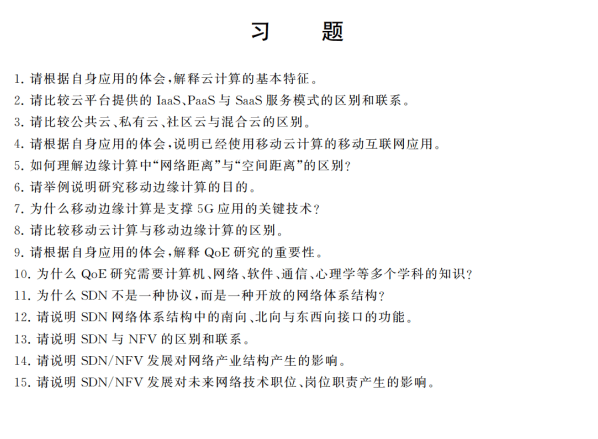 习 题
1. 请根据自身应用的体会,解释云计算的基本特征。
2. 请比较云平台提供的 IaaS、PaaS 与 SaaS 服务模式的区别和联系。
3. 请比较公共云、私有云、社区云与混合云的区别。
4. 请根据自身应用的体会,说明已经使用移动云计算的移动互联网应用。
5. 如何理解边缘计算中“网络距离”与“空间距离”的区别?
6. 请举例说明研究移动边缘计算的目的。
7. 为什么移动边缘计算是支撑 5G 应用的关键技术?
8. 请比较移动云计算与移动边缘计算的区别。
9. 请根据自身应用的体会,解释 QoE 研究的重要性。
10. 为什么 QoE 研究需要计算机、网络、软件、通信、心理学等多个学科的知识?
11. 为什么 SDN 不是一种协议,而是一种开放的网络体系结构?
12. 请说明 SDN 网络体系结构中的南向、北向与东西向接口的功能。
13. 请说明 SDN 与 NFV 的区别和联系。
14. 请说明 SDN/NFV 发展对网络产业结构产生的影响。
15. 请说明 SDN/NFV 发展对未来网络技术职位、岗位职责产生的影响。